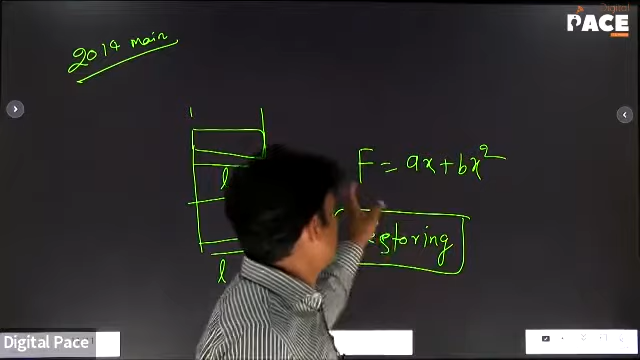 Digital
PACE
2014 main
l
F = ax + bx²
storing
l
Digital Pace